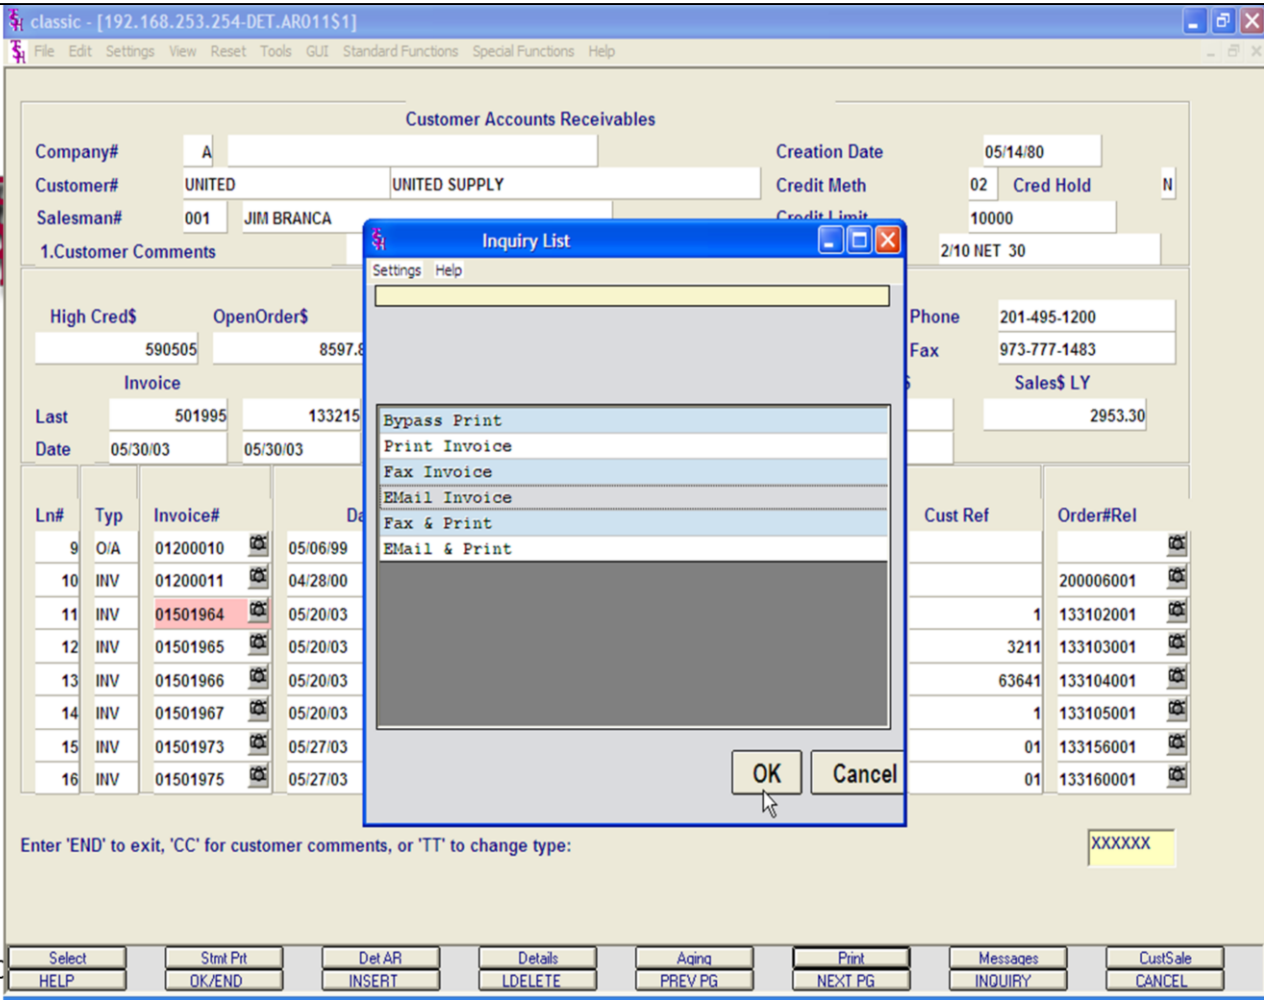 classic - [192.168.253.254-DET.AR011$1]
File Edit Settings View Reset Tools GUI Standard Functions Special Functions Help
Customer Accounts Receivables
Company# A Creation Date 05/14/80
Customer# UNITED UNITED SUPPLY Credit Meth 02 Cred Hold N
Salesman# 001 JIM BRANCA Credit Limit 10000
1.Customer Comments 2/10 NET 30
Inquiry List
Settings Help
High Cred$ OpenOrder$ Phone 201-495-1200
590505 8597.8 Fax 973-777-1483
Invoice Sales$ LY
Last 501995 133215 2953.30
Date 05/30/03 05/30/03
Bypass Print
Print Invoice
Fax Invoice
EMail Invoice
Fax & Print
EMail & Print
OK Cancel
Ln# Typ Invoice# Da Cust Ref Order#Rel
9 O/A 01200010 05/06/99
10 INV 01200011 04/28/00 200006001
11 INV 01501964 05/20/03 1 133102001
12 INV 01501965 05/20/03 3211 133103001
13 INV 01501966 05/20/03 63641 133104001
14 INV 01501967 05/20/03 1 133105001
15 INV 01501973 05/27/03 01 133156001
16 INV 01501975 05/27/03 01 133160001
Enter 'END' to exit, 'CC' for customer comments, or 'TT' to change type: XXXXXX
Select Stmt Prt Det AR Details Aging Print Messages CustSale
HELP OK/END INSERT LDELETE PREV PG NEXT PG INQUIRY CANCEL